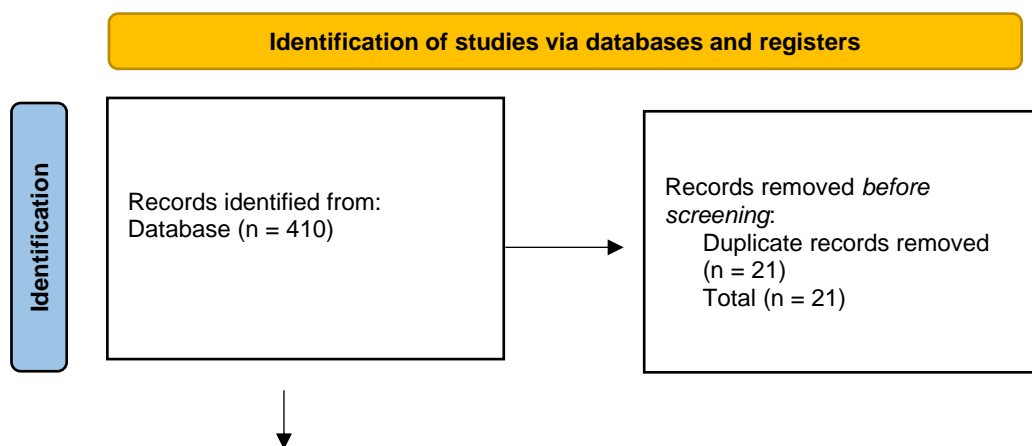 Identification of studies via databases and registers
Identification
Records identified from:
Database (n = 410)
Records removed before
screening:
Duplicate records removed
(n = 21)
Total (n = 21)